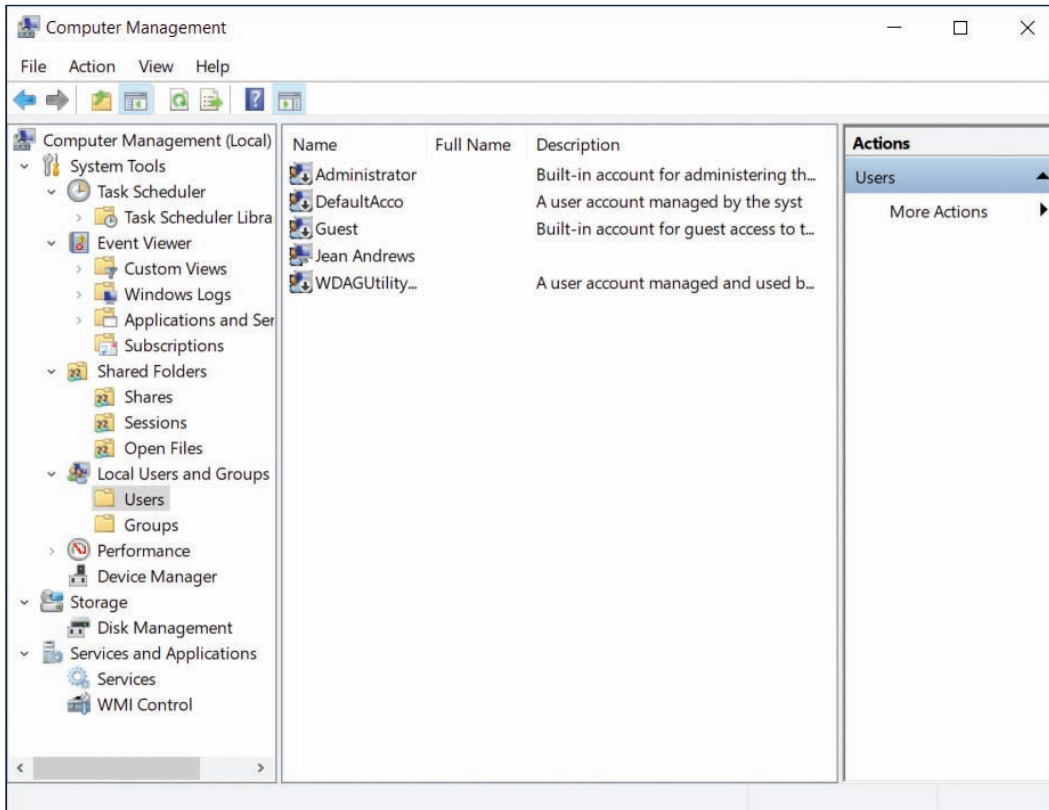 Computer Management
File Action View Help
Computer Management (Local)
System Tools
Task Scheduler
Task Scheduler Libra
Event Viewer
Custom Views
Windows Logs
Applications and Ser
Subscriptions
Shared Folders
Shares
Sessions
Open Files
Local Users and Groups
Users
Groups
Performance
Device Manager
Storage
Disk Management
Services and Applications
Services
WMI Control
Name Full Name Description
Administrator Built-in account for administering th...
DefaultAcco A user account managed by the syst
Guest Built-in account for guest access to t...
Jean Andrews
WDAGUtility... A user account managed and used b...
Actions
Users
More Actions